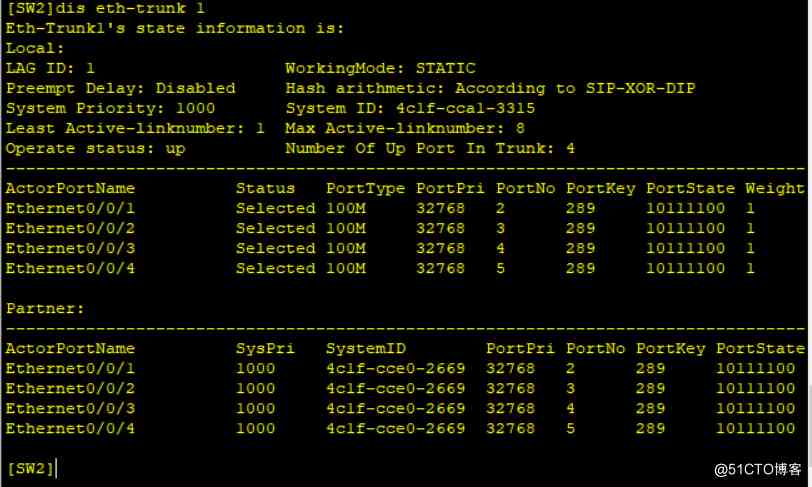 [SW2]dis eth-trunk 1
Eth-Trunk1's state information is:
Local:
LAG ID: 1 WorkingMode: STATIC
Preempt Delay: Disabled Hash arithmetic: According to SIP-XOR-DIP
System Priority: 1000 System ID: 4c1f-cca1-3315
Least Active-linknumber: 1 Max Active-linknumber: 8
Operate status: up Number Of Up Port In Trunk: 4
--------------------------------------------------------------------------------
ActorPortName Status PortType PortPri PortNo PortKey PortState Weight
Ethernet0/0/1 Selected 100M 32768 2 289 10111100 1
Ethernet0/0/2 Selected 100M 32768 3 289 10111100 1
Ethernet0/0/3 Selected 100M 32768 4 289 10111100 1
Ethernet0/0/4 Selected 100M 32768 5 289 10111100 1
Partner:
--------------------------------------------------------------------------------
ActorPortName SysPri SystemID PortPri PortNo PortKey PortState
Ethernet0/0/1 1000 4c1f-cce0-2669 32768 2 289 10111100
Ethernet0/0/2 1000 4c1f-cce0-2669 32768 3 289 10111100
Ethernet0/0/3 1000 4c1f-cce0-2669 32768 4 289 10111100
Ethernet0/0/4 1000 4c1f-cce0-2669 32768 5 289 10111100
[SW2]
@51CTO博客